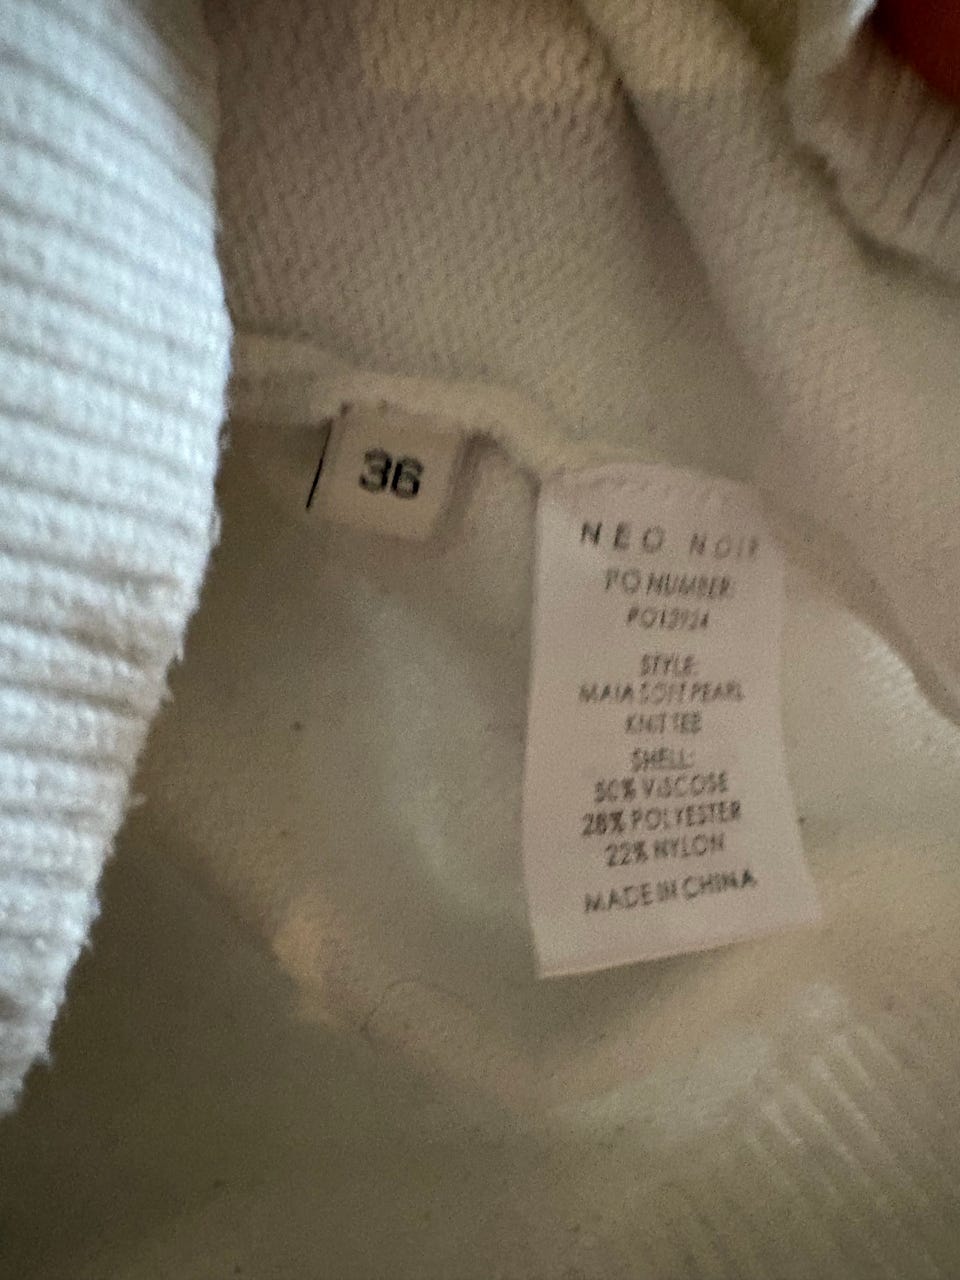 36
NEO NOIR
PO NUMBER:
PO13924
STYLE:
MAIA SOFT PEARL
KNIT TEE
SHELL:
50% VISCOSE
28% POLYESTER
22% NYLON
MADE IN CHINA